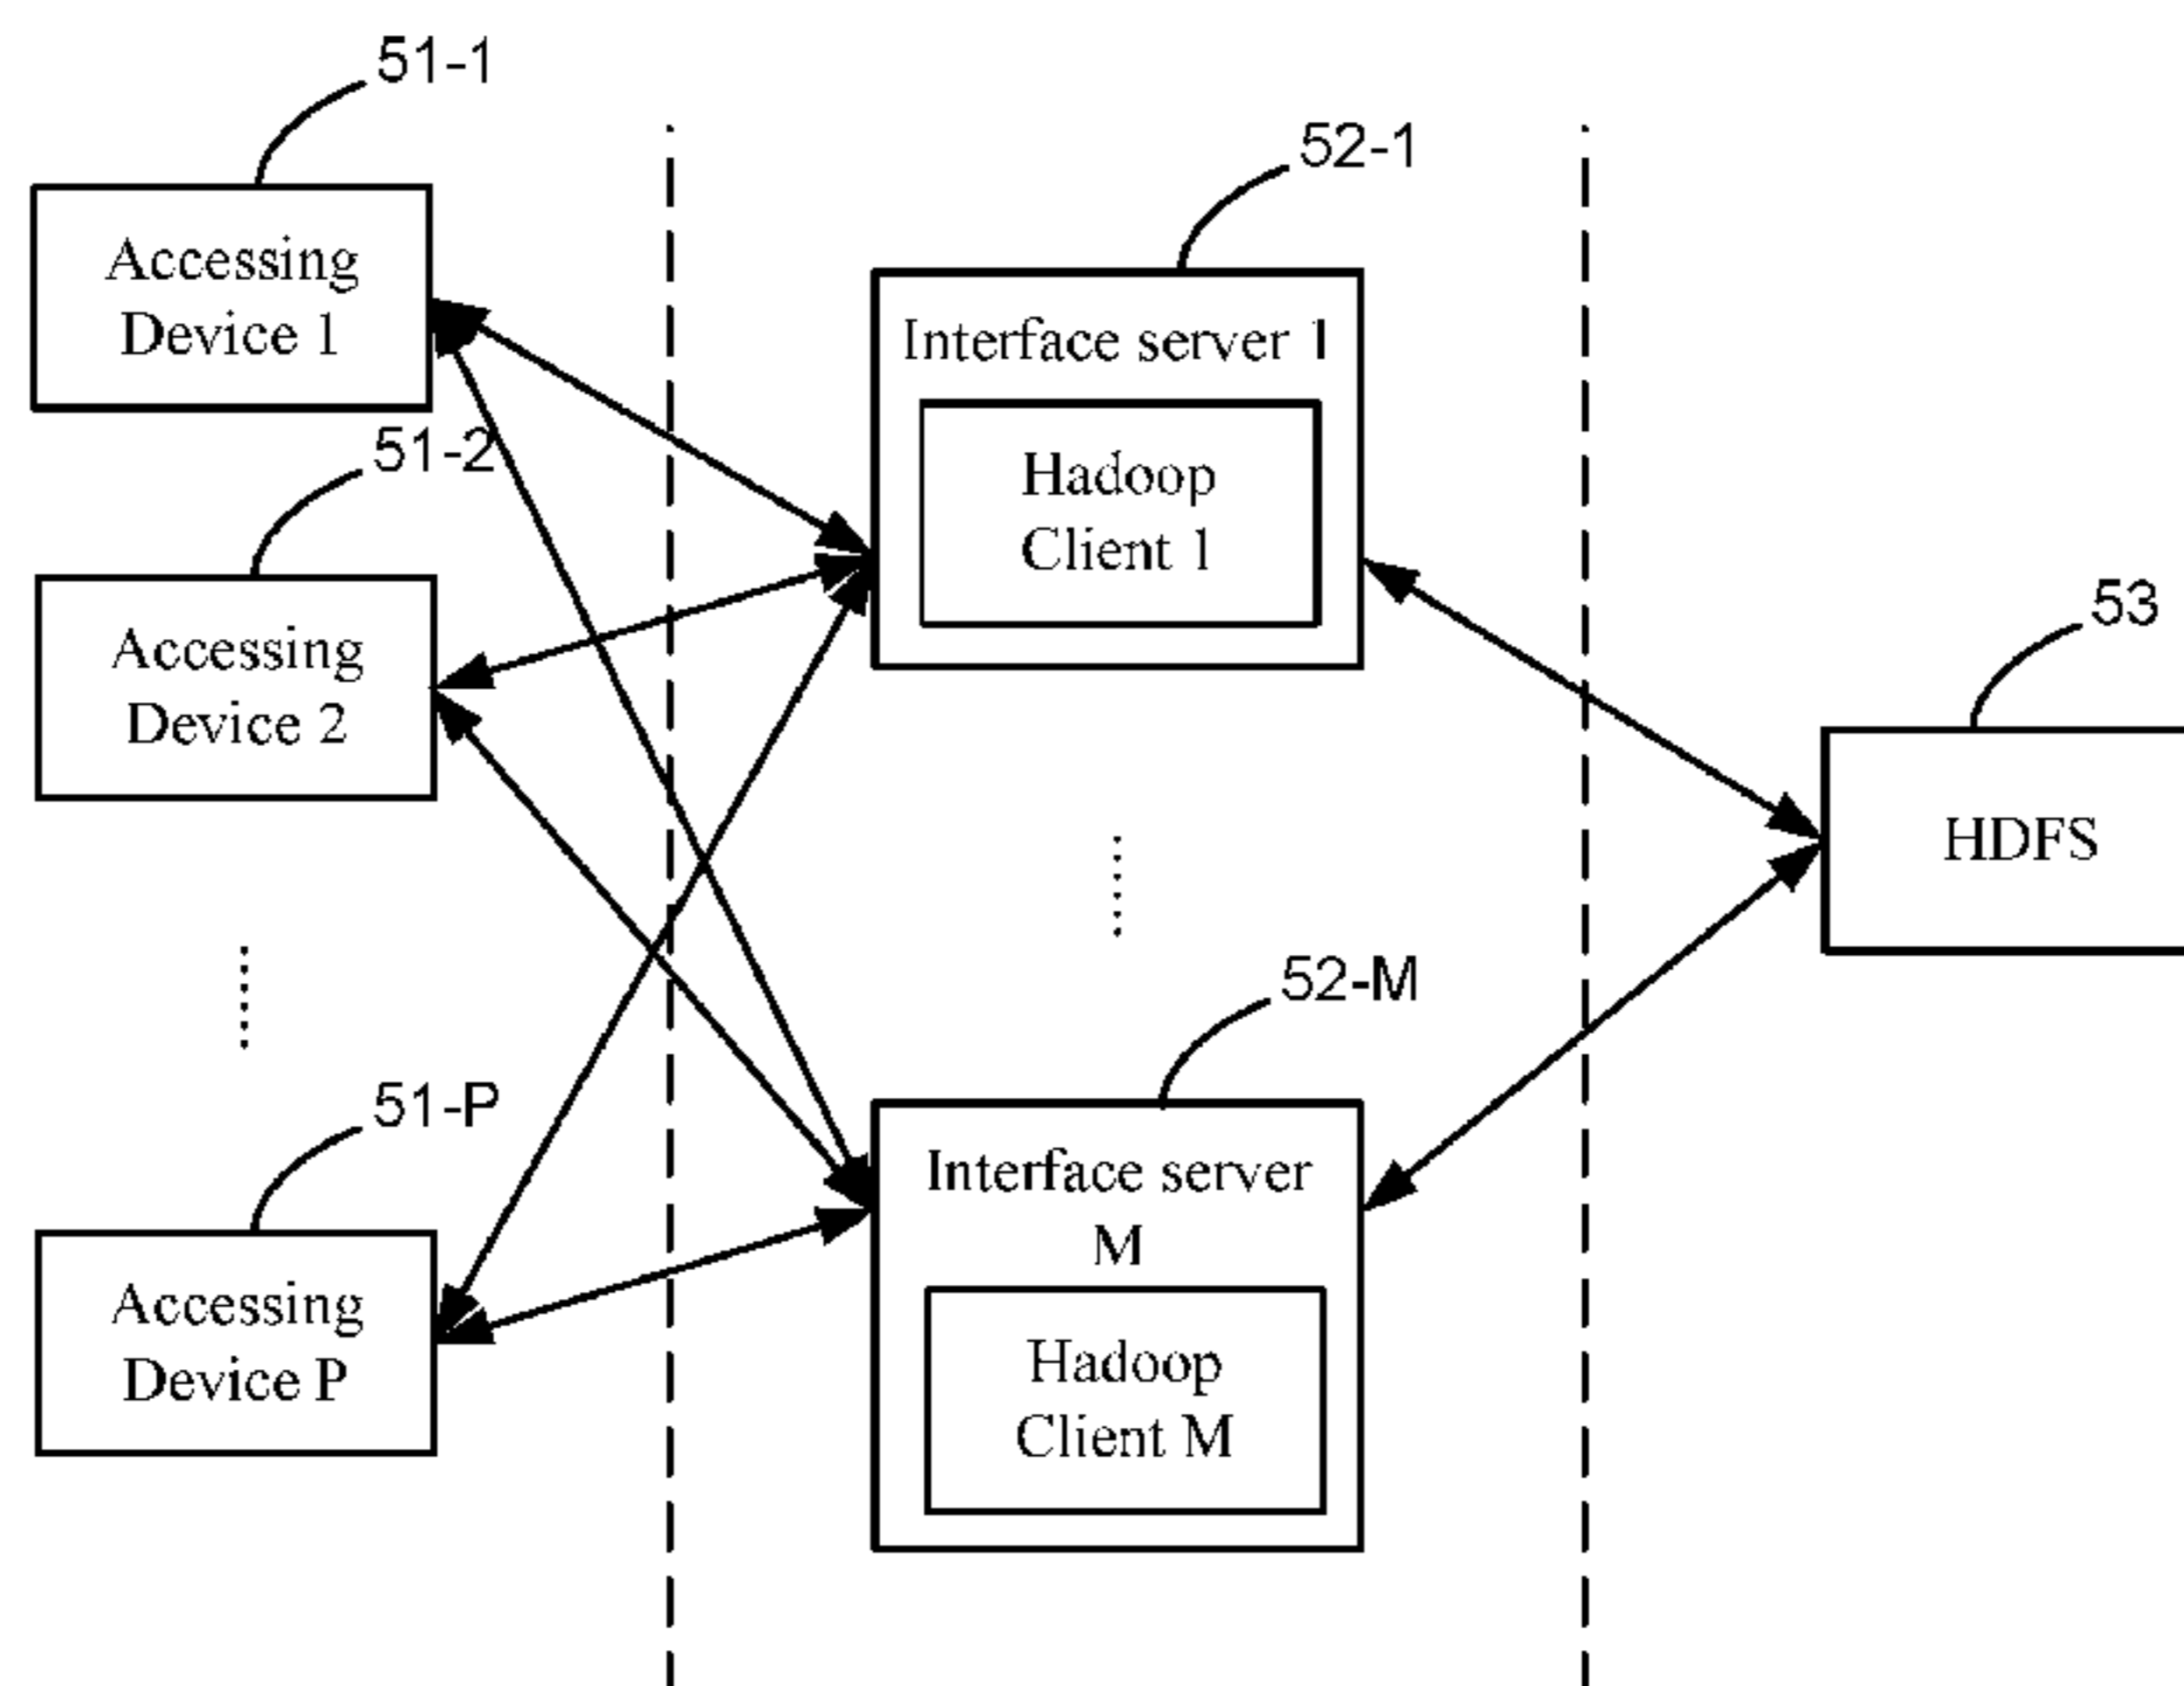 51-1
Accessing
Device 1
51-2
Accessing
Device 2
51-P
Accessing
Device P
52-1
Interface server 1
Hadoop
Client 1
52-M
Interface server
M
Hadoop
Client M
53
HDFS